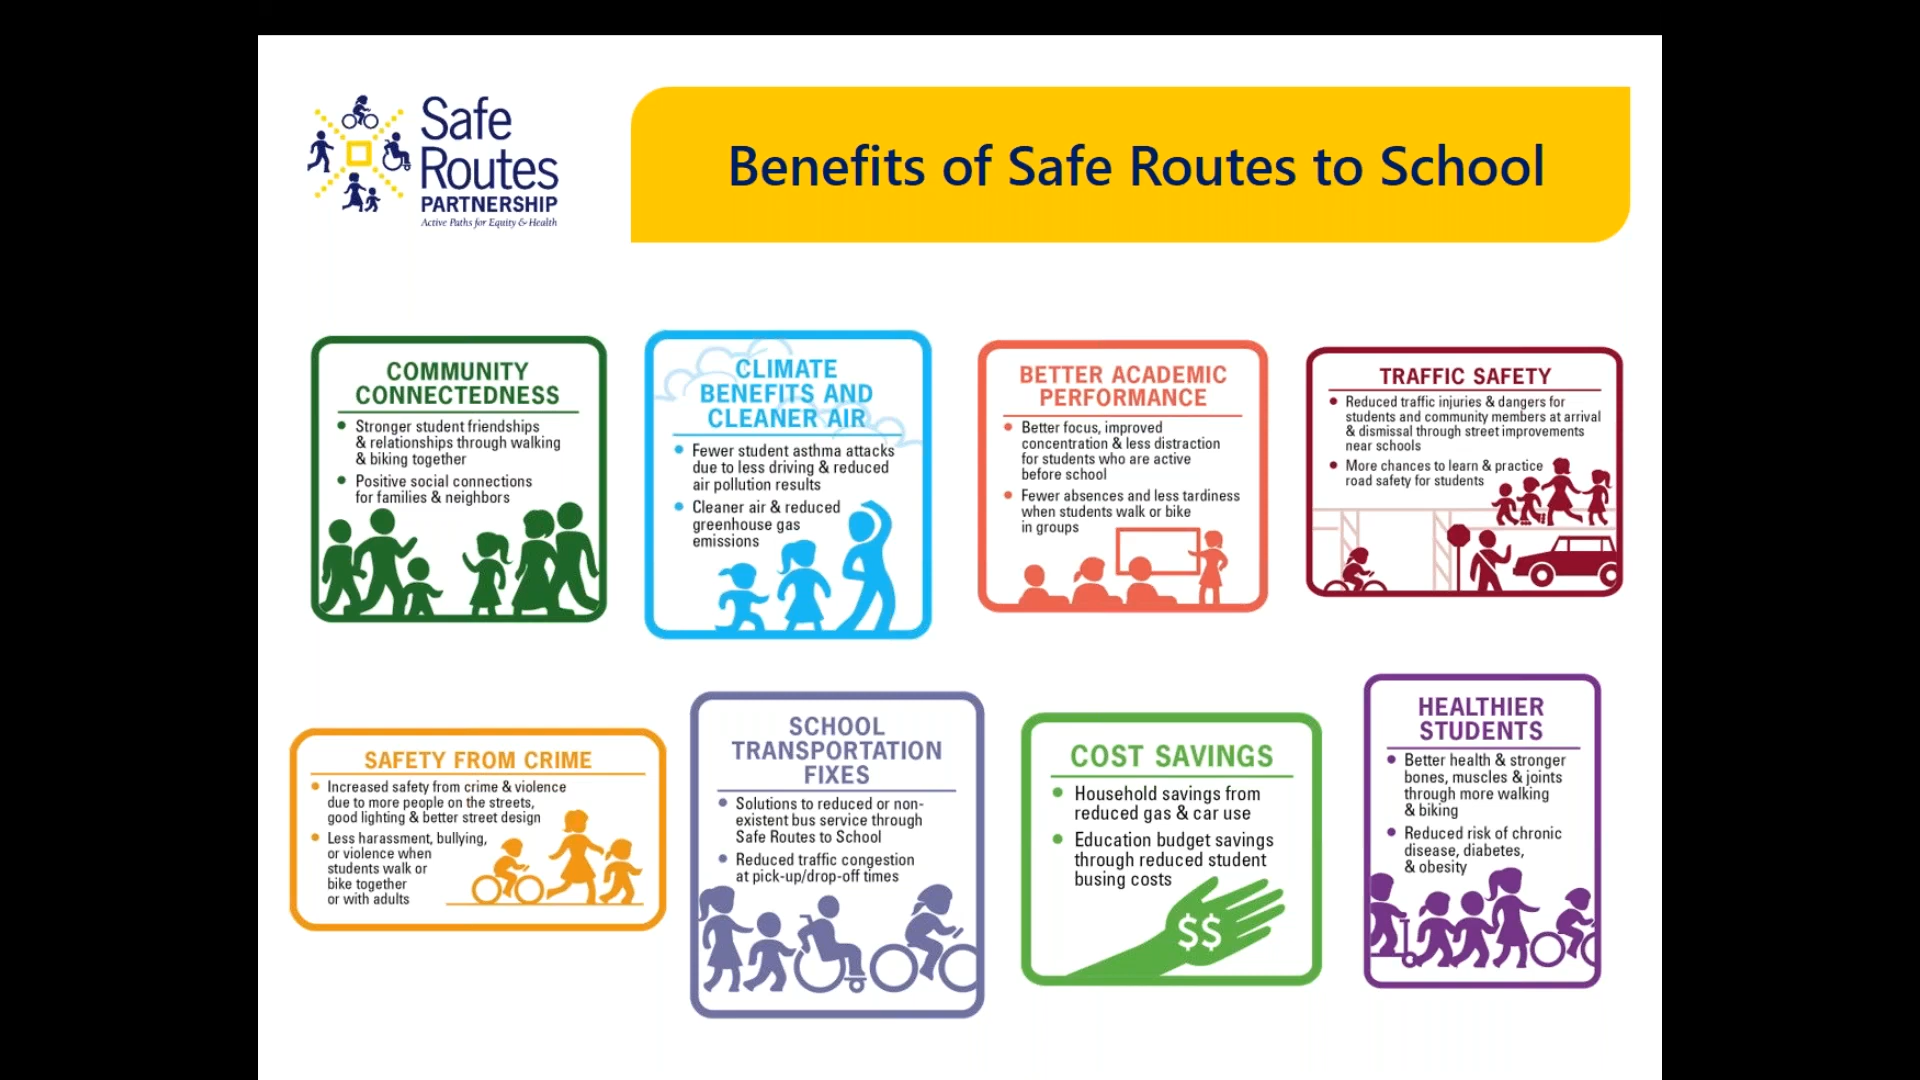 Safe
Routes
PARTNERSHIP
Active Paths for Equity & Health
Benefits of Safe Routes to School
COMMUNITY
CONNECTEDNESS
• Stronger student friendships
& relationships through walking
& biking together
• Positive social connections
for families & neighbors
CLIMATE
BENEFITS AND
CLEANER AIR
• Fewer student asthma attacks
due to less driving & reduced
air pollution results
• Cleaner air & reduced
greenhouse gas
emissions
BETTER ACADEMIC
PERFORMANCE
• Better focus, improved
concentration & less distraction
for students who are active
before school
• Fewer absences and less tardiness
when students walk or bike
in groups
TRAFFIC SAFETY
• Reduced traffic injuries & dangers for
students and community members at arrival
& dismissal through street improvements
near schools
• More chances to learn & practice
road safety for students
SAFETY FROM CRIME
• Increased safety from crime & violence
due to more people on the streets,
good lighting & better street design
• Less harassment, bullying,
or violence when
students walk or
bike together
or with adults
SCHOOL
TRANSPORTATION
FIXES
• Solutions to reduced or non-
existent bus service through
Safe Routes to School
• Reduced traffic congestion
at pick-up/drop-off times
COST SAVINGS
• Household savings from
reduced gas & car use
• Education budget savings
through reduced student
busing costs
$$
HEALTHIER
STUDENTS
• Better health & stronger
bones, muscles & joints
through more walking
& biking
• Reduced risk of chronic
disease, diabetes,
& obesity